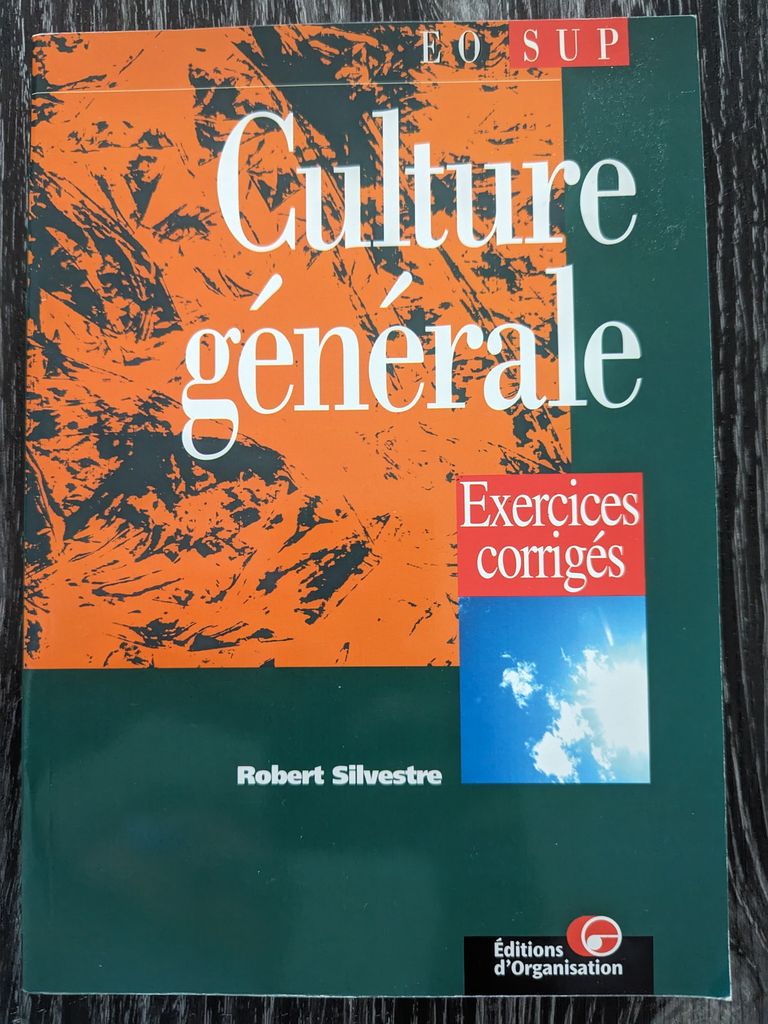 EO SUP
Culture
générale
Exercices
corrigés
Robert Silvestre
Éditions
d'Organisation